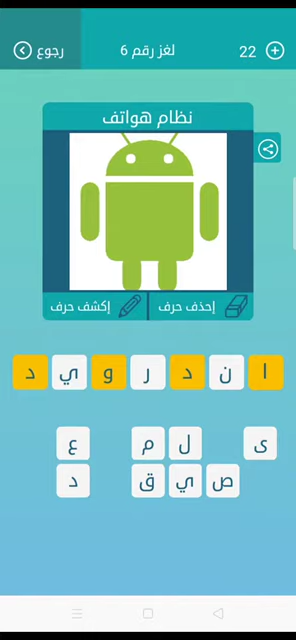 رجوع لغز رقم 6 22
نظام هواتف
إحذف حرف إكشف حرف
ا ن د ر و ي د
ى ل م ع
ص ي ق د